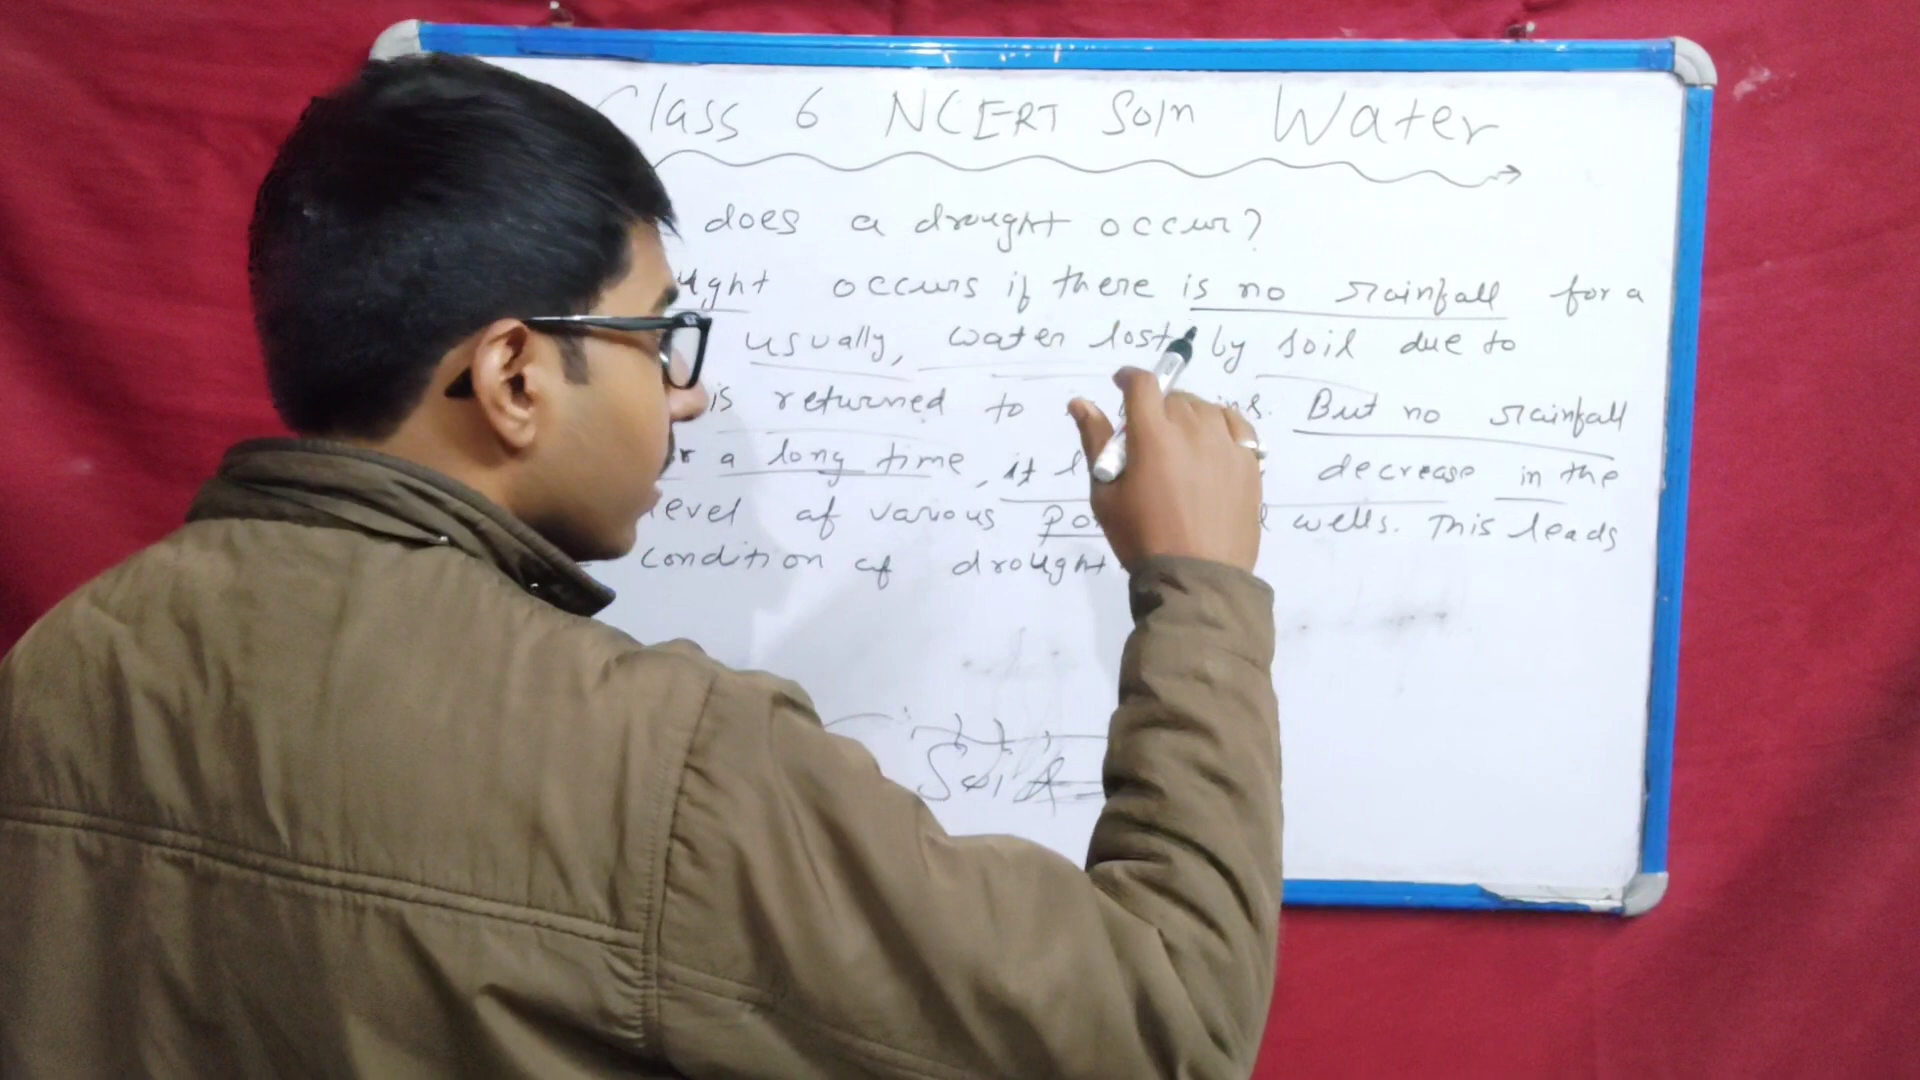 Class 6 NCERT Soln Water
does a drought occur?
occurs if there is no rainfall for a
usually, water lost by soil due to
is returned to But no rainfall
a long time, it decrease in the
level of various wells. This leads
condition of drought
Soil